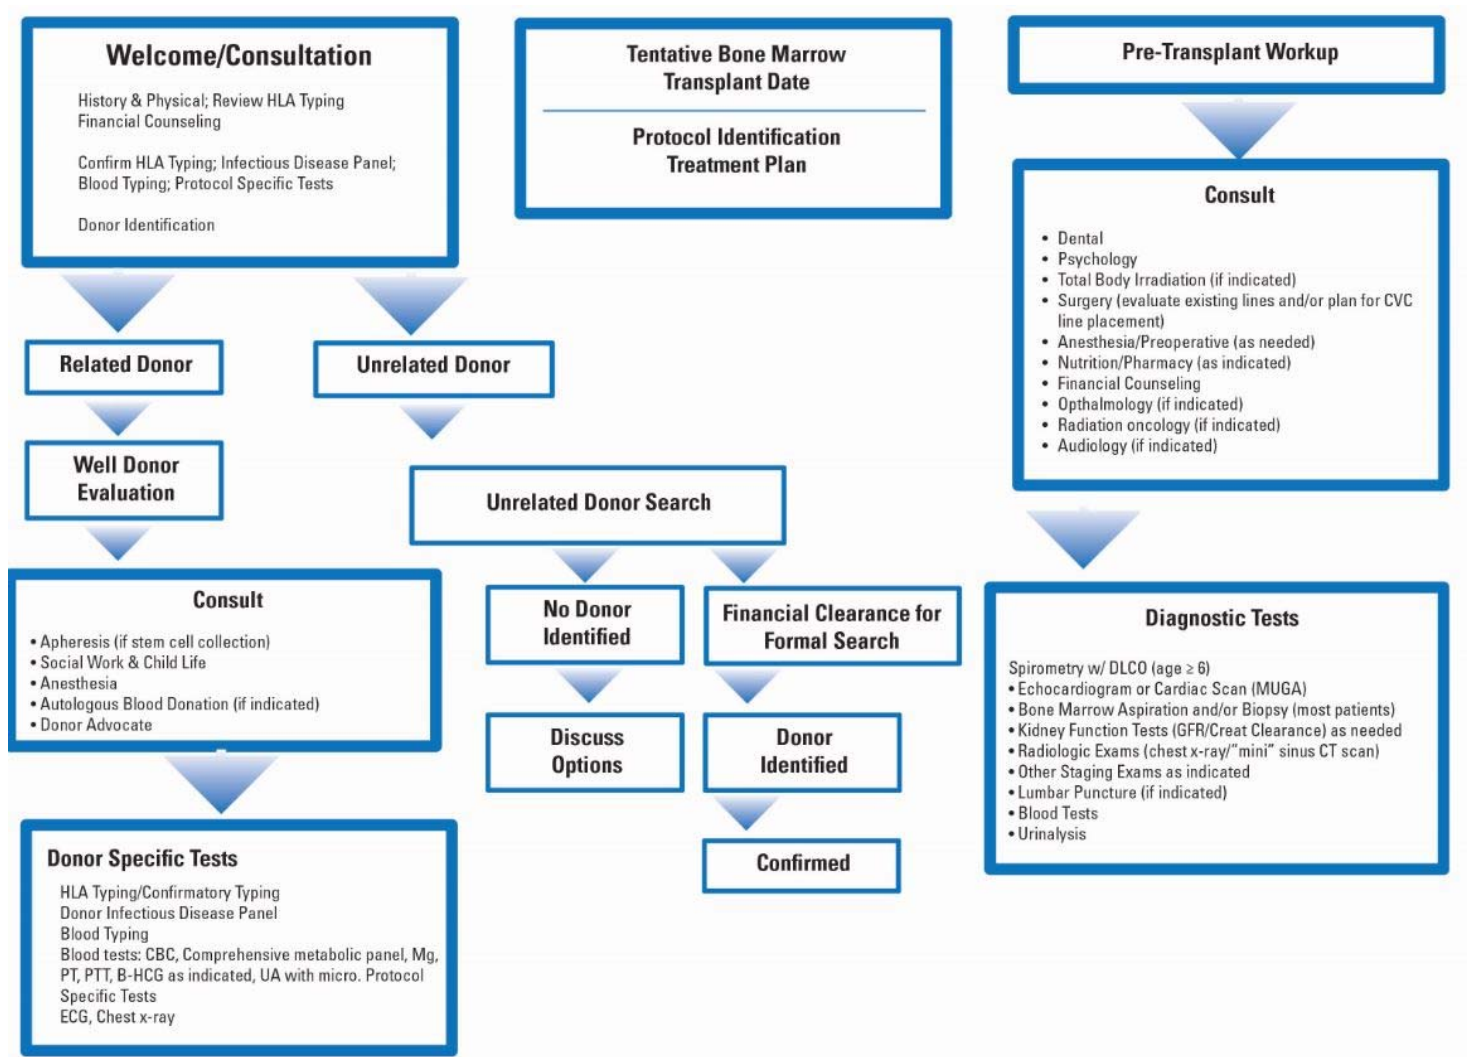 Welcome/Consultation
History & Physical; Review HLA Typing
Financial Counseling
Confirm HLA Typing; Infectious Disease Panel;
Blood Typing; Protocol Specific Tests
Donor Identification
Related Donor
Well Donor
Evaluation
Consult
• Apheresis (if stem cell collection)
• Social Work & Child Life
• Anesthesia
• Autologous Blood Donation (if indicated)
• Donor Advocate
Donor Specific Tests
HLA Typing/Confirmatory Typing
Donor Infectious Disease Panel
Blood Typing
Blood tests: CBC, Comprehensive metabolic panel, Mg,
PT, PTT, B-HCG as indicated, UA with micro. Protocol
Specific Tests
ECG, Chest x-ray
Unrelated Donor
Unrelated Donor Search
No Donor
Identified
Discuss
Options
Financial Clearance for
Formal Search
Donor
Identified
Confirmed
Tentative Bone Marrow
Transplant Date
Protocol Identification
Treatment Plan
Pre-Transplant Workup
Consult
• Dental
• Psychology
• Total Body Irradiation (if indicated)
• Surgery (evaluate existing lines and/or plan for CVC
line placement)
• Anesthesia/Preoperative (as needed)
• Nutrition/Pharmacy (as indicated)
• Financial Counseling
• Opthalmology (if indicated)
• Radiation oncology (if indicated)
• Audiology (if indicated)
Diagnostic Tests
Spirometry w/ DLCO (age ≥ 6)
• Echocardiogram or Cardiac Scan (MUGA)
• Bone Marrow Aspiration and/or Biopsy (most patients)
• Kidney Function Tests (GFR/Creat Clearance) as needed
• Radiologic Exams (chest x-ray/"mini" sinus CT scan)
• Other Staging Exams as indicated
• Lumbar Puncture (if indicated)
• Blood Tests
• Urinalysis